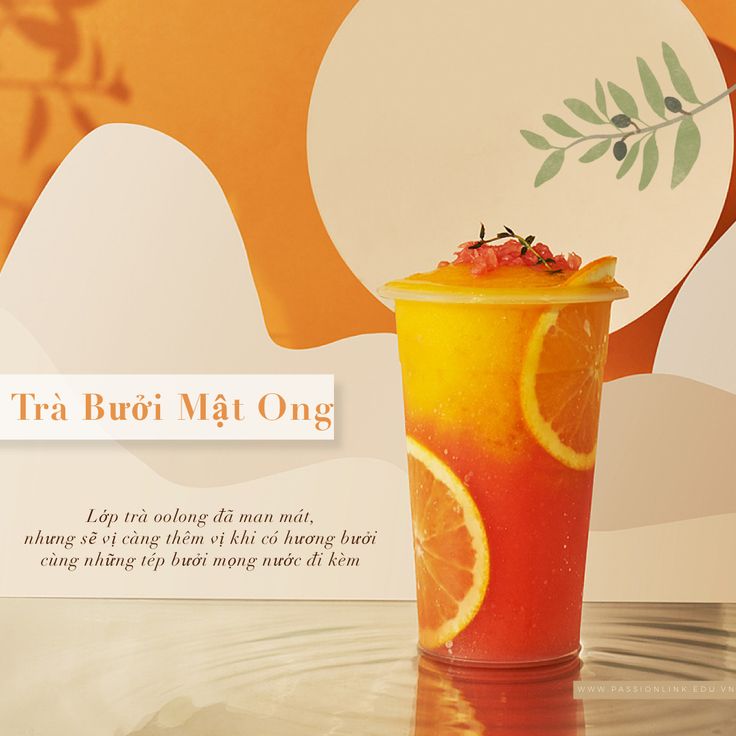 Trà Bưởi Mật Ong
Lớp trà oolong đã man mát,
nhưng sẽ vị càng thêm vị khi có hương bưởi
cùng những tép bưởi mọng nước đi kèm
WWW.PASSIONLINK.EDU.VN